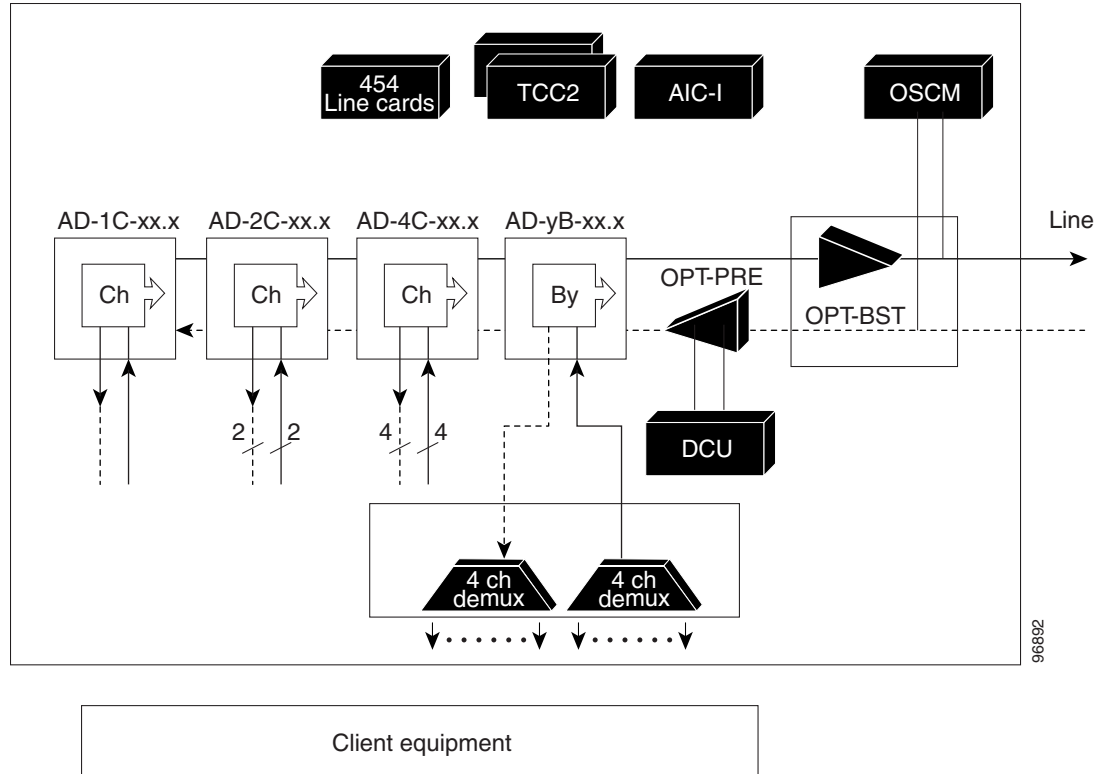 454
Line cards
TCC2
AIC-I
OSCM
AD-1C-xx.x
AD-2C-xx.x
AD-4C-xx.x
AD-yB-xx.x
Line
Ch
Ch
Ch
By
OPT-PRE
OPT-BST
2
2
4
4
DCU
4 ch
demux
4 ch
demux
96892
Client equipment